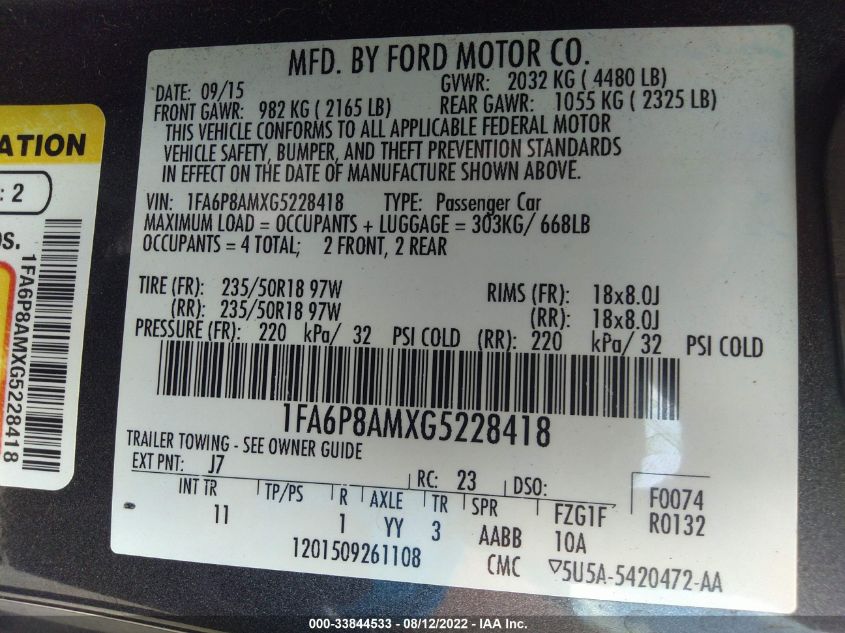 MFD. BY FORD MOTOR CO.
DATE: 09/15
GVWR: 2032 KG ( 4480 LB)
FRONT GAWR: 982 KG ( 2165 LB)
REAR GAWR: 1055 KG ( 2325 LB)
THIS VEHICLE CONFORMS TO ALL APPLICABLE FEDERAL MOTOR
VEHICLE SAFETY, BUMPER, AND THEFT PREVENTION STANDARDS
IN EFFECT ON THE DATE OF MANUFACTURE SHOWN ABOVE.
VIN: 1FA6P8AMXG5228418 TYPE: Passenger Car
MAXIMUM LOAD = OCCUPANTS + LUGGAGE = 303KG/ 668LB
OCCUPANTS = 4 TOTAL; 2 FRONT, 2 REAR
TIRE (FR): 235/50R18 97W RIMS (FR): 18x8.0J
(RR): 235/50R18 97W (RR): 18x8.0J
PRESSURE (FR): 220 kPa/ 32 PSI COLD (RR): 220 kPa/ 32 PSI COLD
1FA6P8AMXG5228418
TRAILER TOWING - SEE OWNER GUIDE
EXT PNT: J7 RC: 23 DSO: F0074
INT TR TP/PS R AXLE TR SPR FZG1F R0132
11 1 YY 3 AABB 10A
1201509261108 CMC ▽5U5A-5420472-AA
ATION
: 2
OS.
1FA6P8AMXG5228418
000-33844533 - 08/12/2022 - IAA Inc.